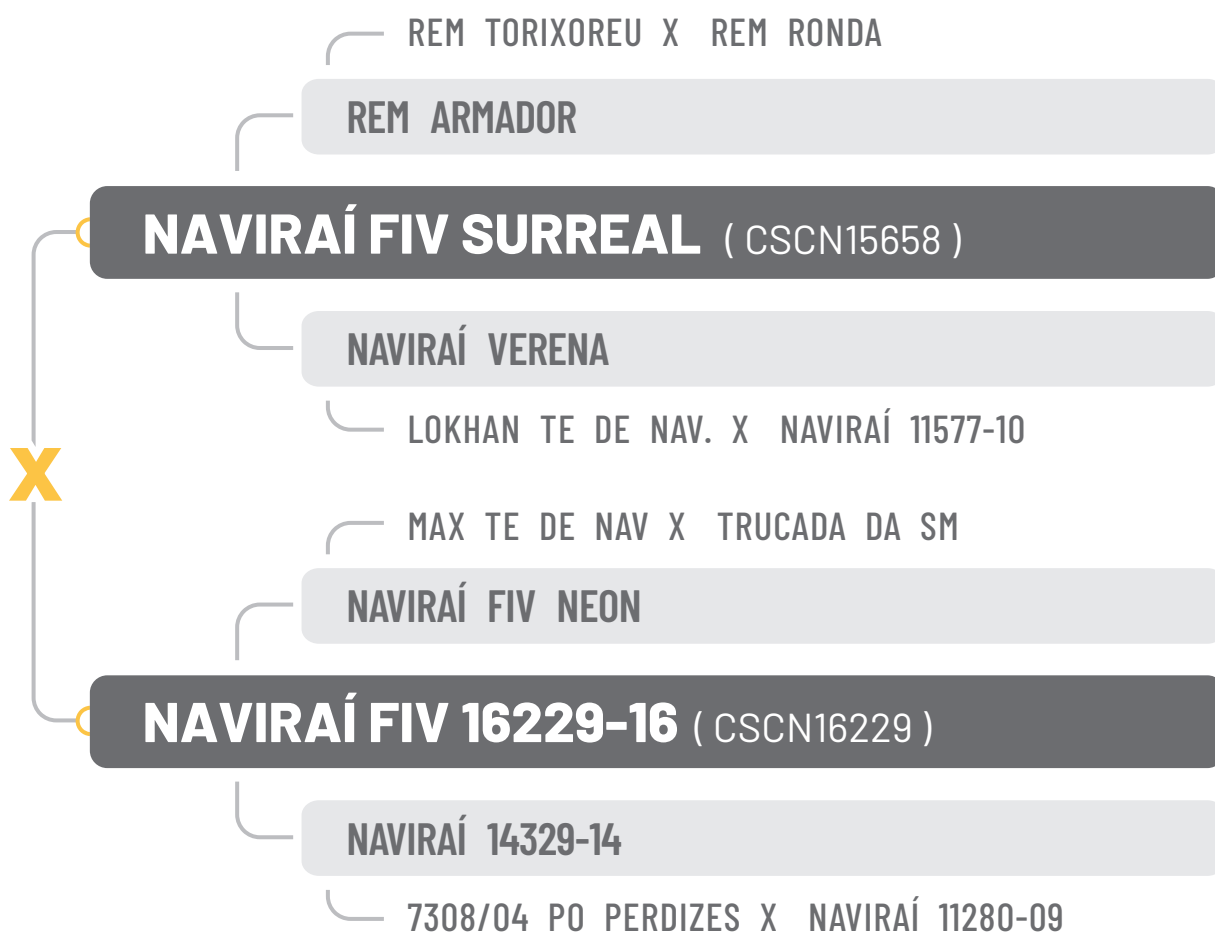 REM TORIXOREU X REM RONDA
REM ARMADOR
NAVIRAÍ FIV SURREAL ( CSCN15658 )
NAVIRAÍ VERENA
LOKHAN TE DE NAV. X NAVIRAÍ 11577-10
X
MAX TE DE NAV X TRUCADA DA SM
NAVIRAÍ FIV NEON
NAVIRAÍ FIV 16229-16 ( CSCN16229 )
NAVIRAÍ 14329-14
7308/04 PO PERDIZES X NAVIRAÍ 11280-09